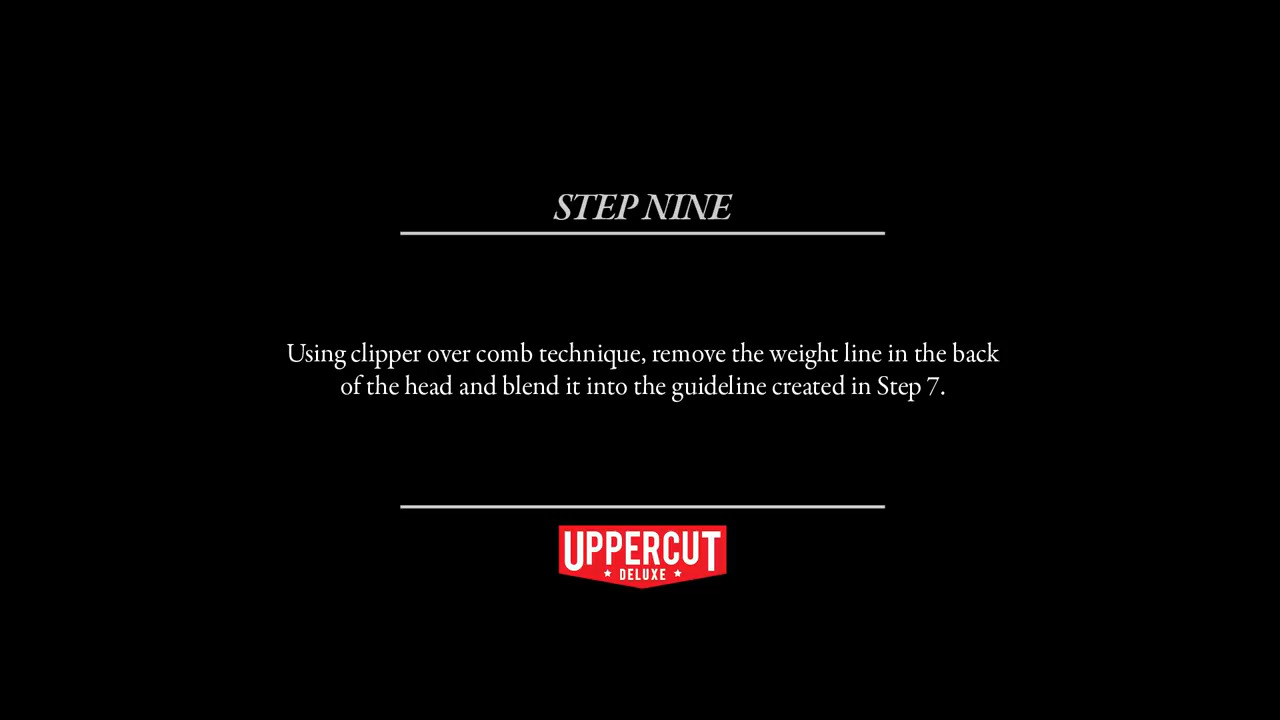 STEP NINE
Using clipper over comb technique, remove the weight line in the back
of the head and blend it into the guideline created in Step 7.
UPPERCUT
DELUXE